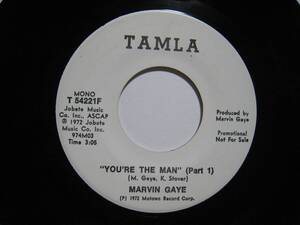 TAMLA
MONO
T 54221F
Jobete Music
Co. Inc., ASCAP
℗ 1972 Jobete
Music Co. Inc.
974M03
Time 3:05
Produced by
Marvin Gaye
Promotional
Not For Sale
"YOU'RE THE MAN" (Part 1)
(M. Gaye, K. Stover)
MARVIN GAYE
(P) 1972 Motown Record Corp.